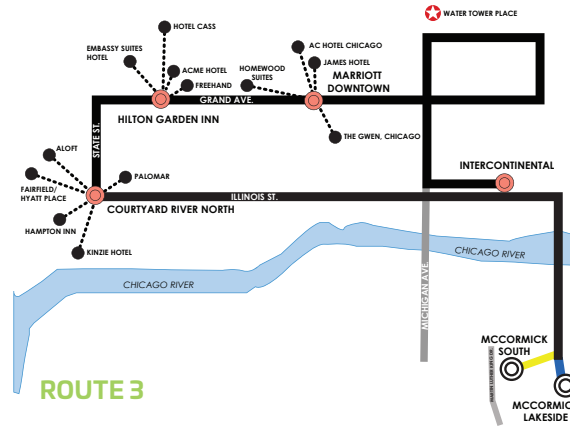 HOTEL CASS
WATER TOWER PLACE
EMBASSY SUITES
HOTEL
AC HOTEL CHICAGO
ACME HOTEL
HOMEWOOD
SUITES
JAMES HOTEL
FREEHAND
MARRIOTT
DOWNTOWN
GRAND AVE.
HILTON GARDEN INN
THE GWEN, CHICAGO
STATE ST.
ALOFT
PALOMAR
INTERCONTINENTAL
FAIRFIELD/
HYATT PLACE
ILLINOIS ST.
COURTYARD RIVER NORTH
HAMPTON INN
KINZIE HOTEL
CHICAGO RIVER
CHICAGO RIVER
MICHIGAN AVE.
MCCORMICK
SOUTH
ROUTE 3
MCCORMIC
LAKESIDE